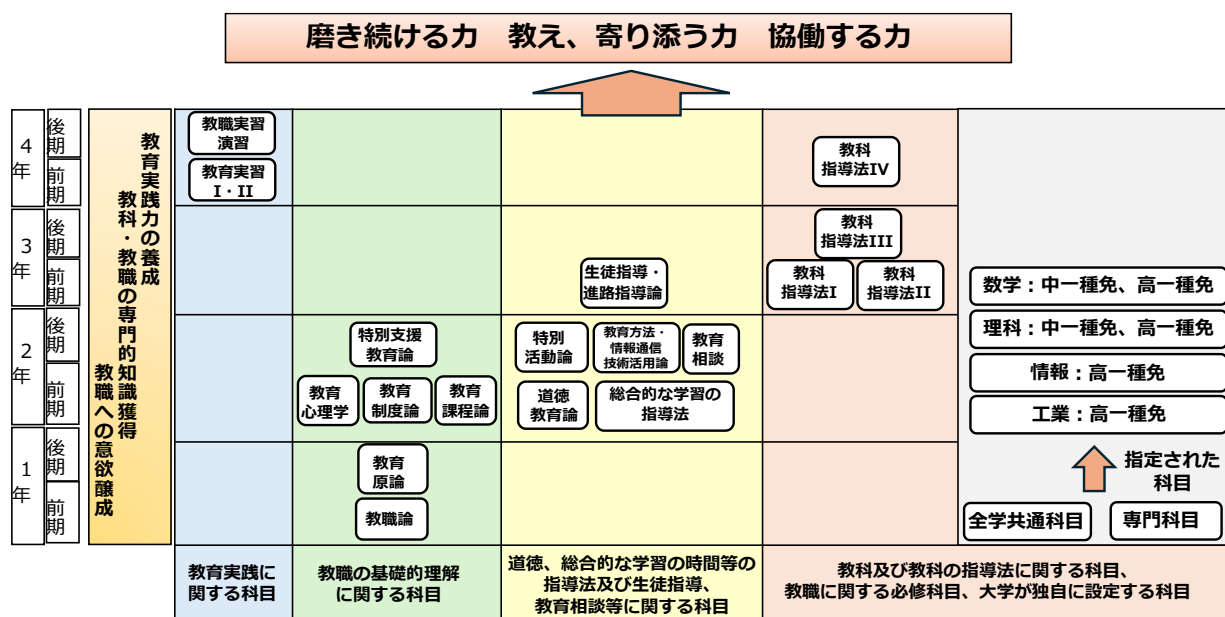 磨き続ける力　教え、寄り添う力　協働する力
4
年
後
期
前
期
3
年
後
期
前
期
2
年
後
期
前
期
1
年
後
期
前
期
教育実践力の養成
教科・教職の専門的知識獲得
教職への意欲醸成
教職実習
演習
教育実習
I・II
教科
指導法IV
教科
指導法III
生徒指導・
進路指導論
教科
指導法I
教科
指導法II
特別支援
教育論
特別
活動論
教育方法・
情報通信
技術活用論
教育
相談
教育
心理学
教育
制度論
教育
課程論
道徳
教育論
総合的な学習の
指導法
教育
原論
教職論
数学：中一種免、高一種免
理科：中一種免、高一種免
情報：高一種免
工業：高一種免
指定された
科目
全学共通科目
専門科目
教育実践に
関する科目
教職の基礎的理解
に関する科目
道徳、総合的な学習の時間等の
指導法及び生徒指導、
教育相談等に関する科目
教科及び教科の指導法に関する科目、
教職に関する必修科目、大学が独自に設定する科目